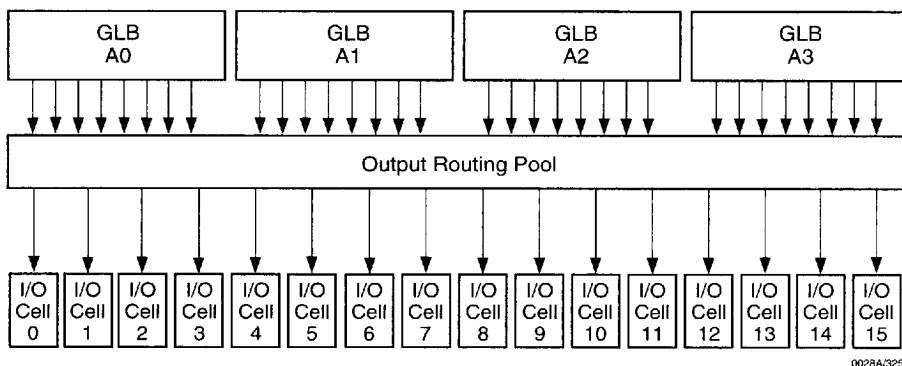 GLB
A0
GLB
A1
GLB
A2
GLB
A3
Output Routing Pool
I/O
Cell
0
I/O
Cell
1
I/O
Cell
2
I/O
Cell
3
I/O
Cell
4
I/O
Cell
5
I/O
Cell
6
I/O
Cell
7
I/O
Cell
8
I/O
Cell
9
I/O
Cell
10
I/O
Cell
11
I/O
Cell
12
I/O
Cell
13
I/O
Cell
14
I/O
Cell
15
0028A/325